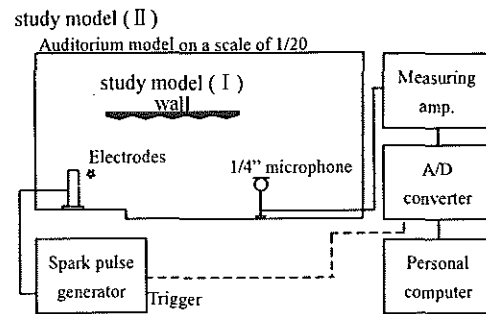 study model ( II )
Auditorium model on a scale of 1/20
study model ( I )
wall
Electrodes
1/4” microphone
Measuring
amp.
A/D
converter
Spark pulse
generator
Trigger
Personal
computer